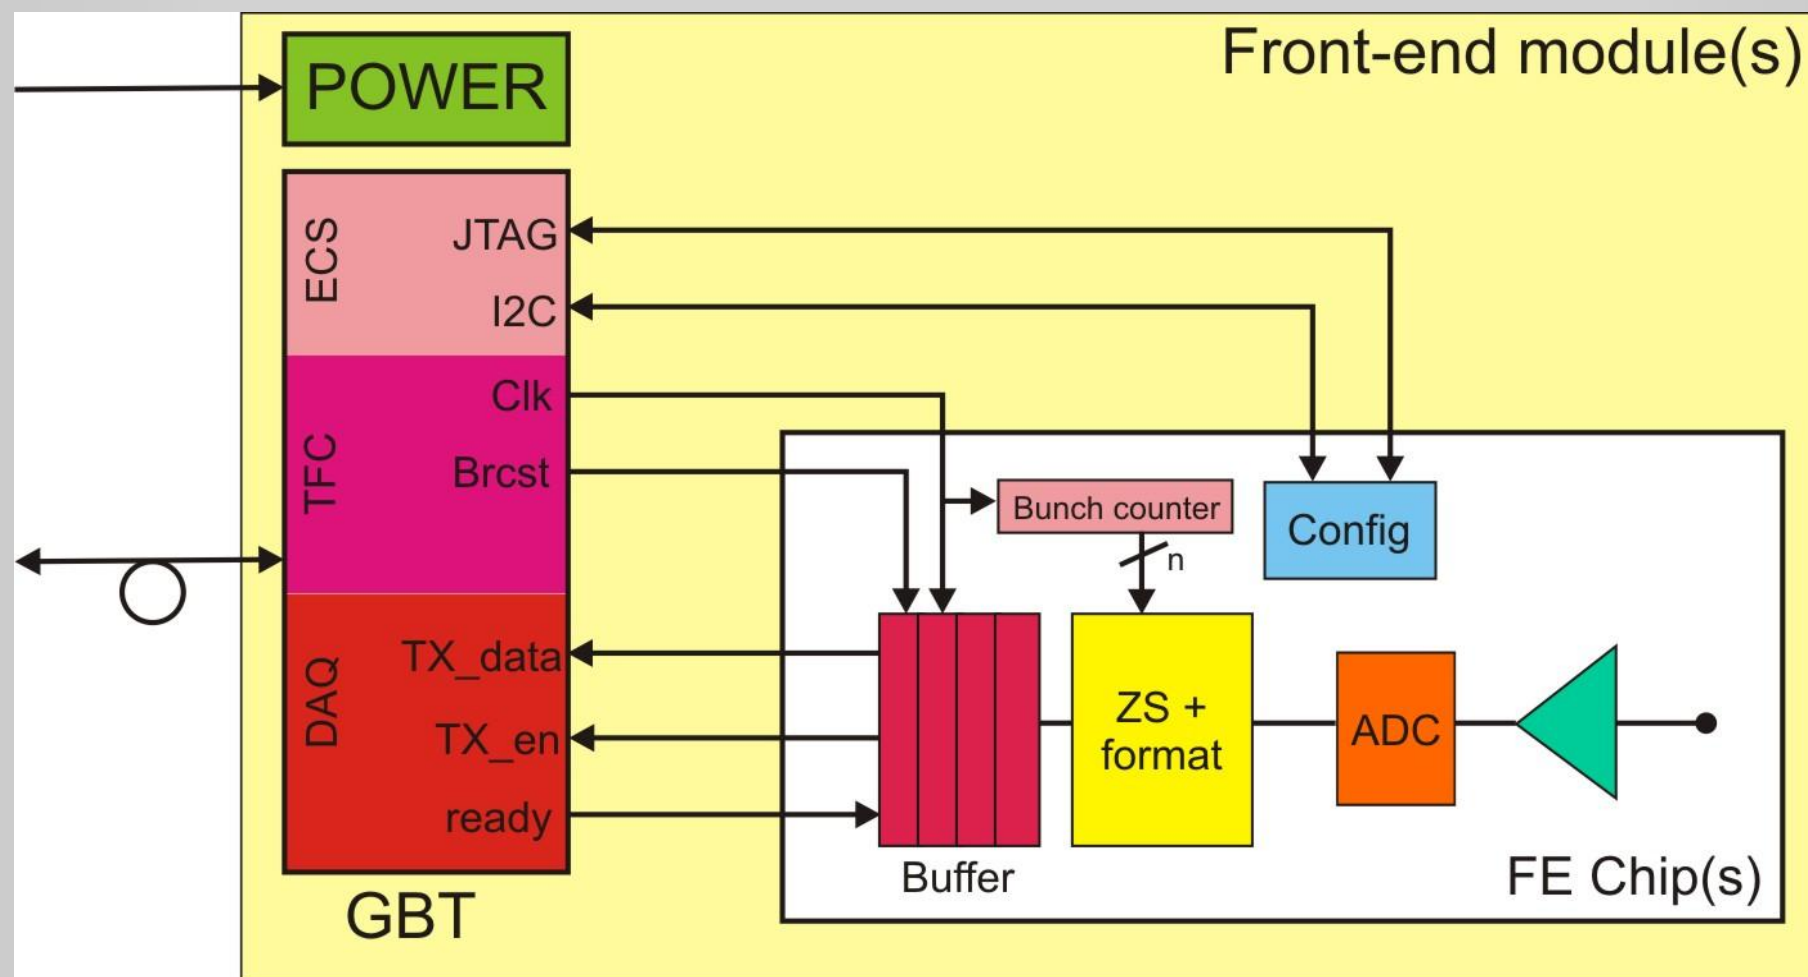 Front-end module(s)
POWER
ECS
JTAG
I2C
TFC
Clk
Brcst
DAQ
TX_data
TX_en
ready
GBT
Bunch counter
n
Config
ZS +
format
ADC
Buffer
FE Chip(s)